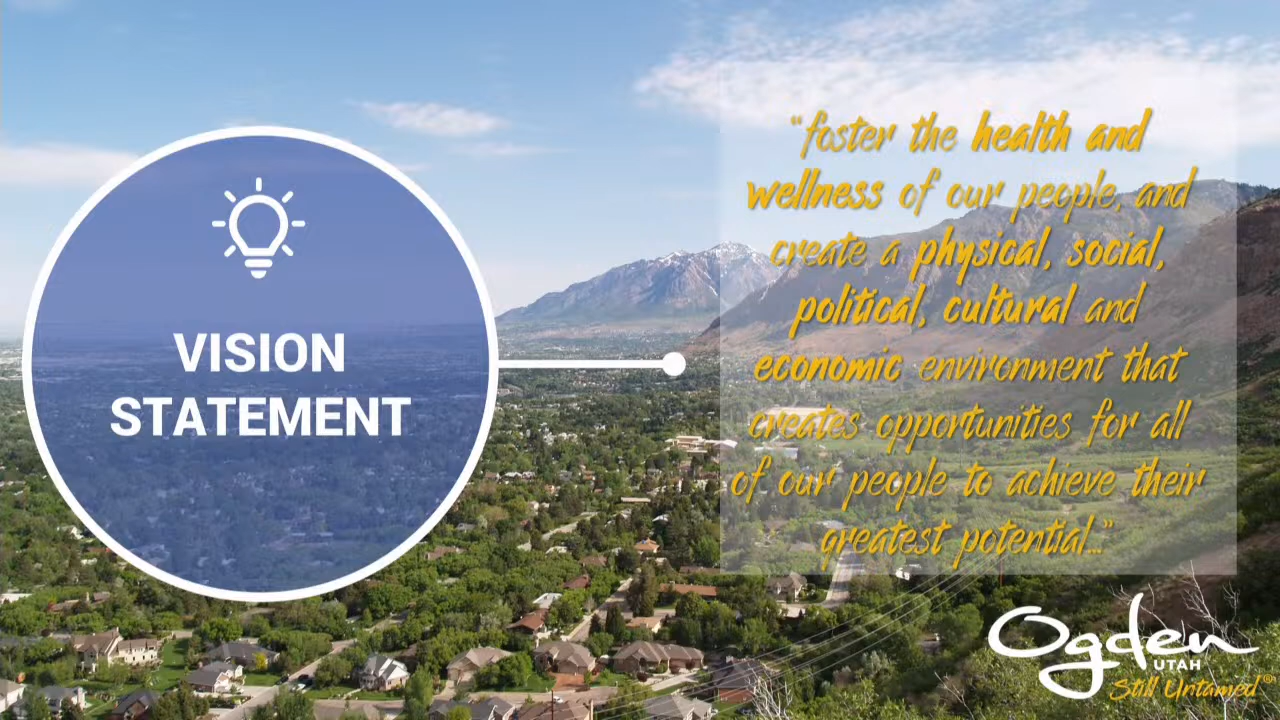 VISION
STATEMENT
“foster the health and
wellness of our people, and
create a physical, social,
political, cultural and
economic environment that
creates opportunities for all
of our people to achieve their
greatest potential...”
Ogden
UTAH
Still Untamed®